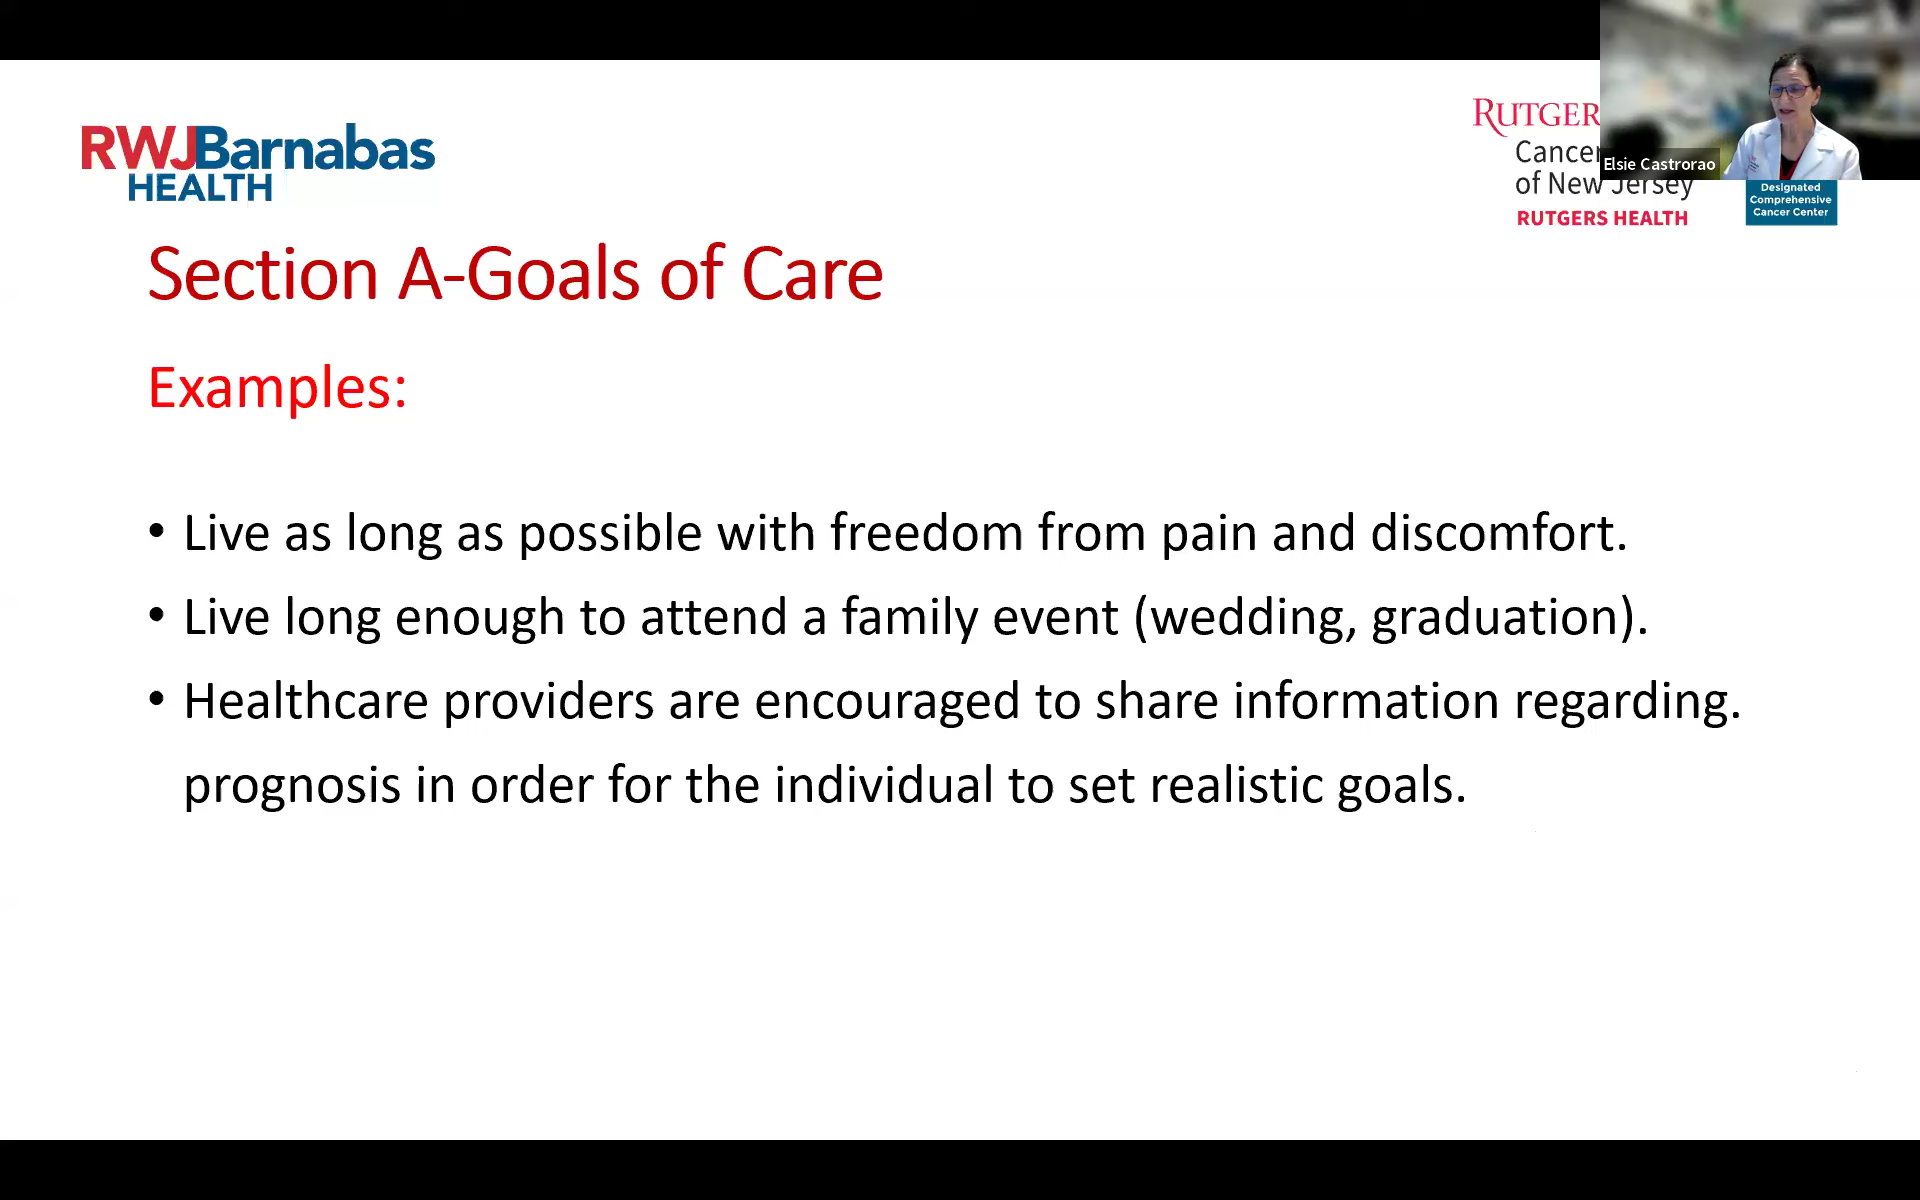 RWJBarnabas
HEALTH
RUTGER
Cancer
of New Jersey
RUTGERS HEALTH
Elsie Castrorao
Designated
Comprehensive
Cancer Center
Section A-Goals of Care
Examples:
• Live as long as possible with freedom from pain and discomfort.
• Live long enough to attend a family event (wedding, graduation).
• Healthcare providers are encouraged to share information regarding.
prognosis in order for the individual to set realistic goals.